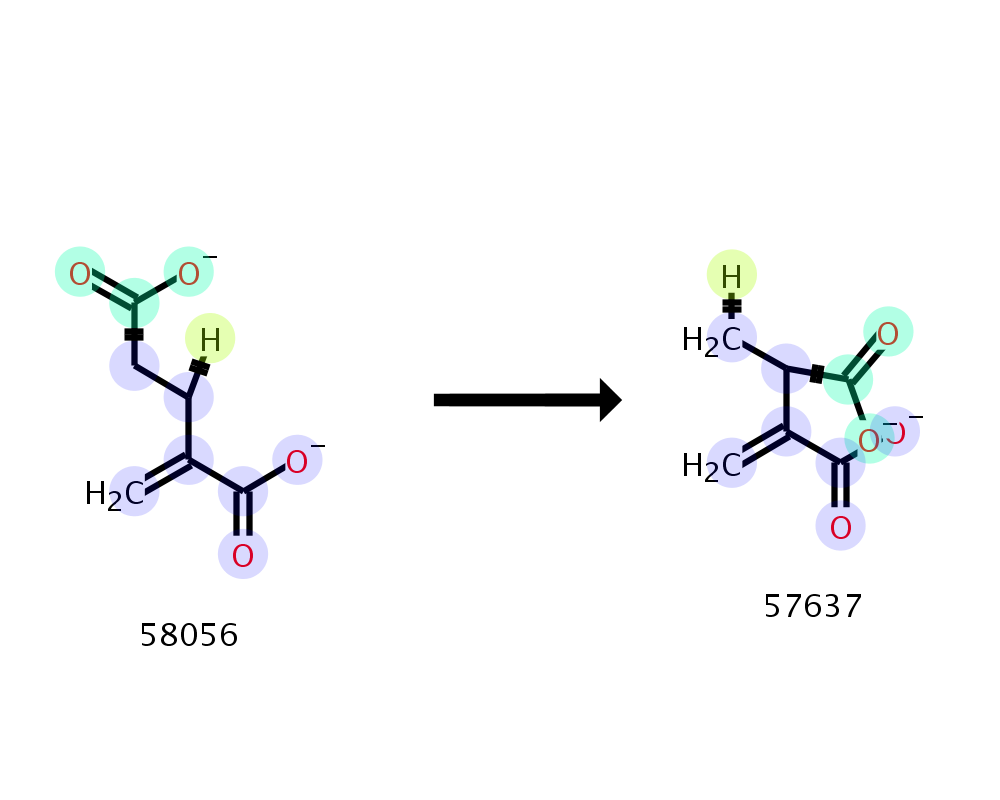 O O⁻
H
H₂C O⁻
O
58056
H
H₂C O
O⁻ O⁻
H₂C
O
57637